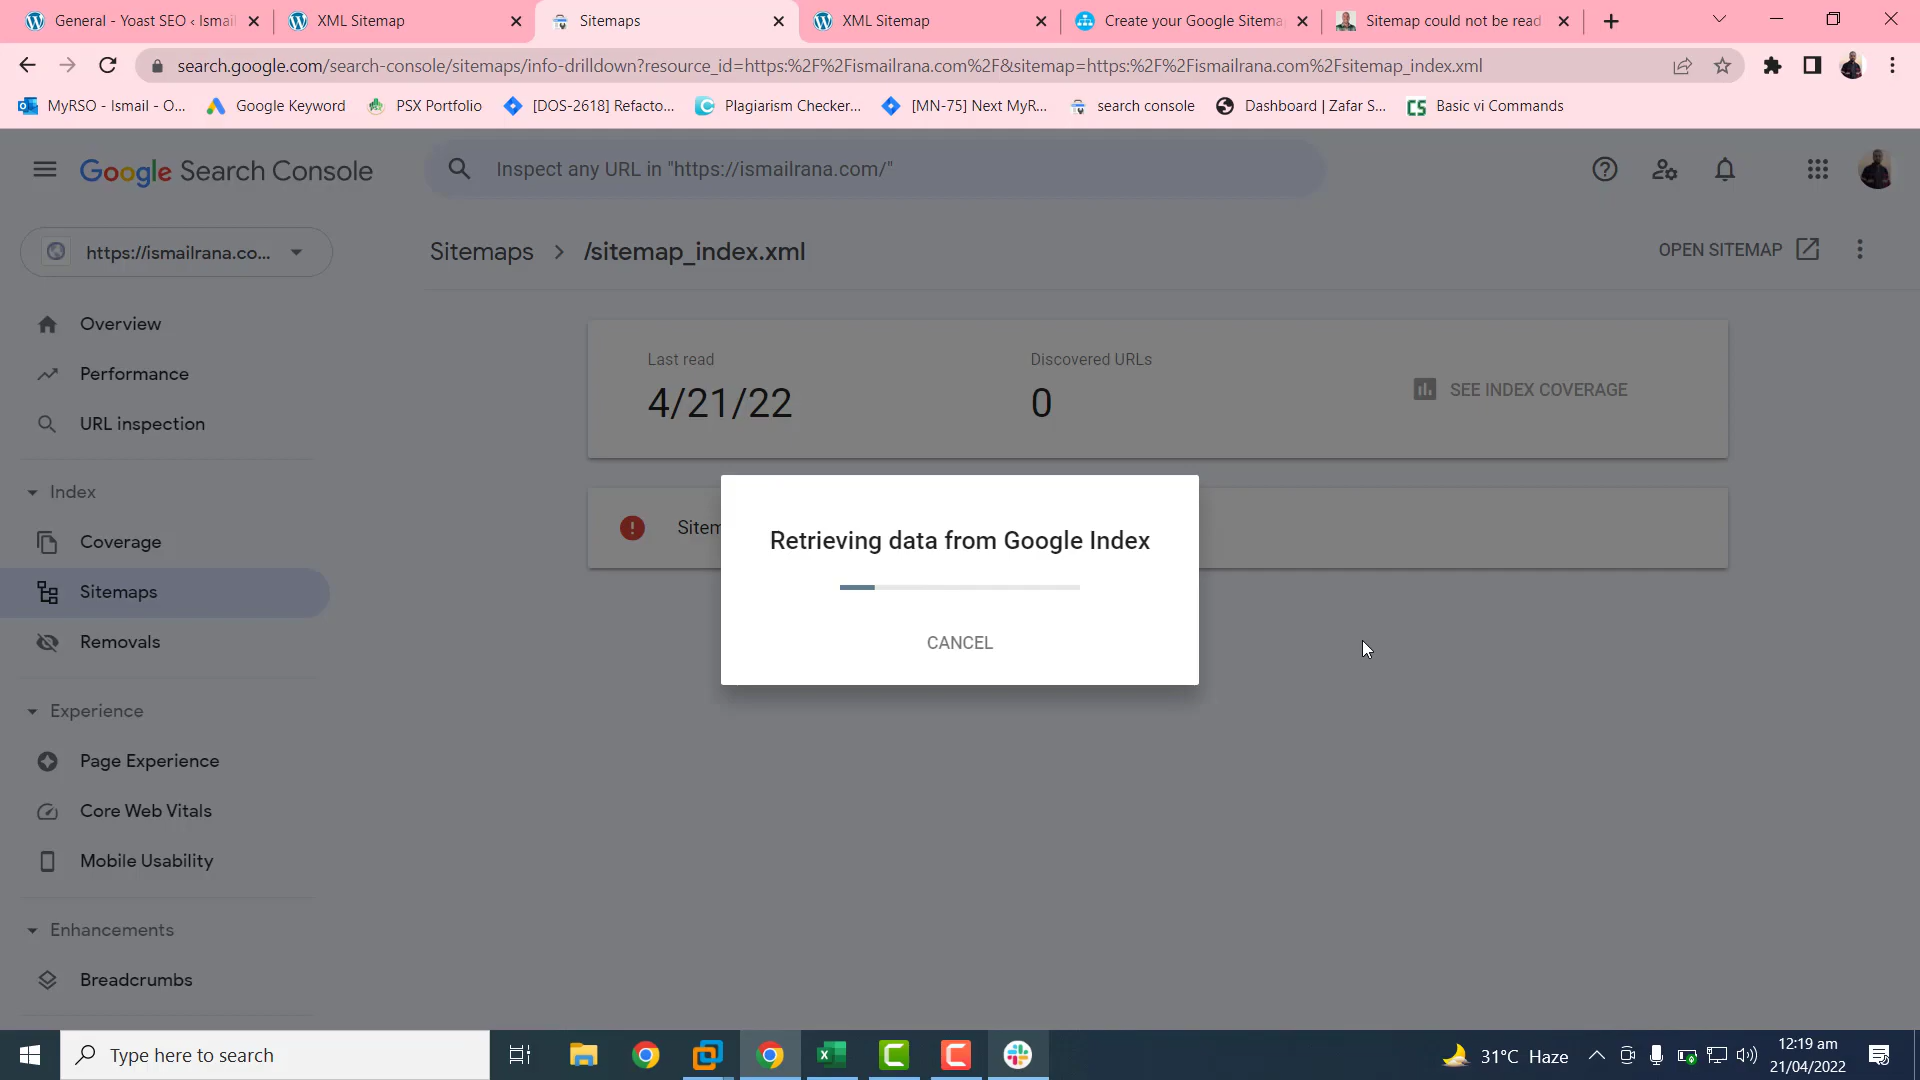 General - Yoast SEO ‹ Ismail
XML Sitemap
Sitemaps
XML Sitemap
Create your Google Sitema
Sitemap could not be read
search.google.com/search-console/sitemaps/info-drilldown?resource_id=https:%2F%2Fismailrana.com%2F&sitemap=https:%2F%2Fismailrana.com%2Fsitemap_index.xml
MyRSO - Ismail - O...
Google Keyword
PSX Portfolio
[DOS-2618] Refacto...
Plagiarism Checker...
[MN-75] Next MyR...
search console
Dashboard | Zafar S...
CS
Basic vi Commands
Google Search Console
Inspect any URL in "https://ismailrana.com/"
https://ismailrana.co...
Sitemaps
/sitemap_index.xml
OPEN SITEMAP
Overview
Performance
URL inspection
Index
Coverage
Sitemaps
Removals
Experience
Page Experience
Core Web Vitals
Mobile Usability
Enhancements
Breadcrumbs
Last read
4/21/22
Discovered URLs
0
SEE INDEX COVERAGE
Sitem
Retrieving data from Google Index
CANCEL
Type here to search
31°C Haze
12:19 am
21/04/2022